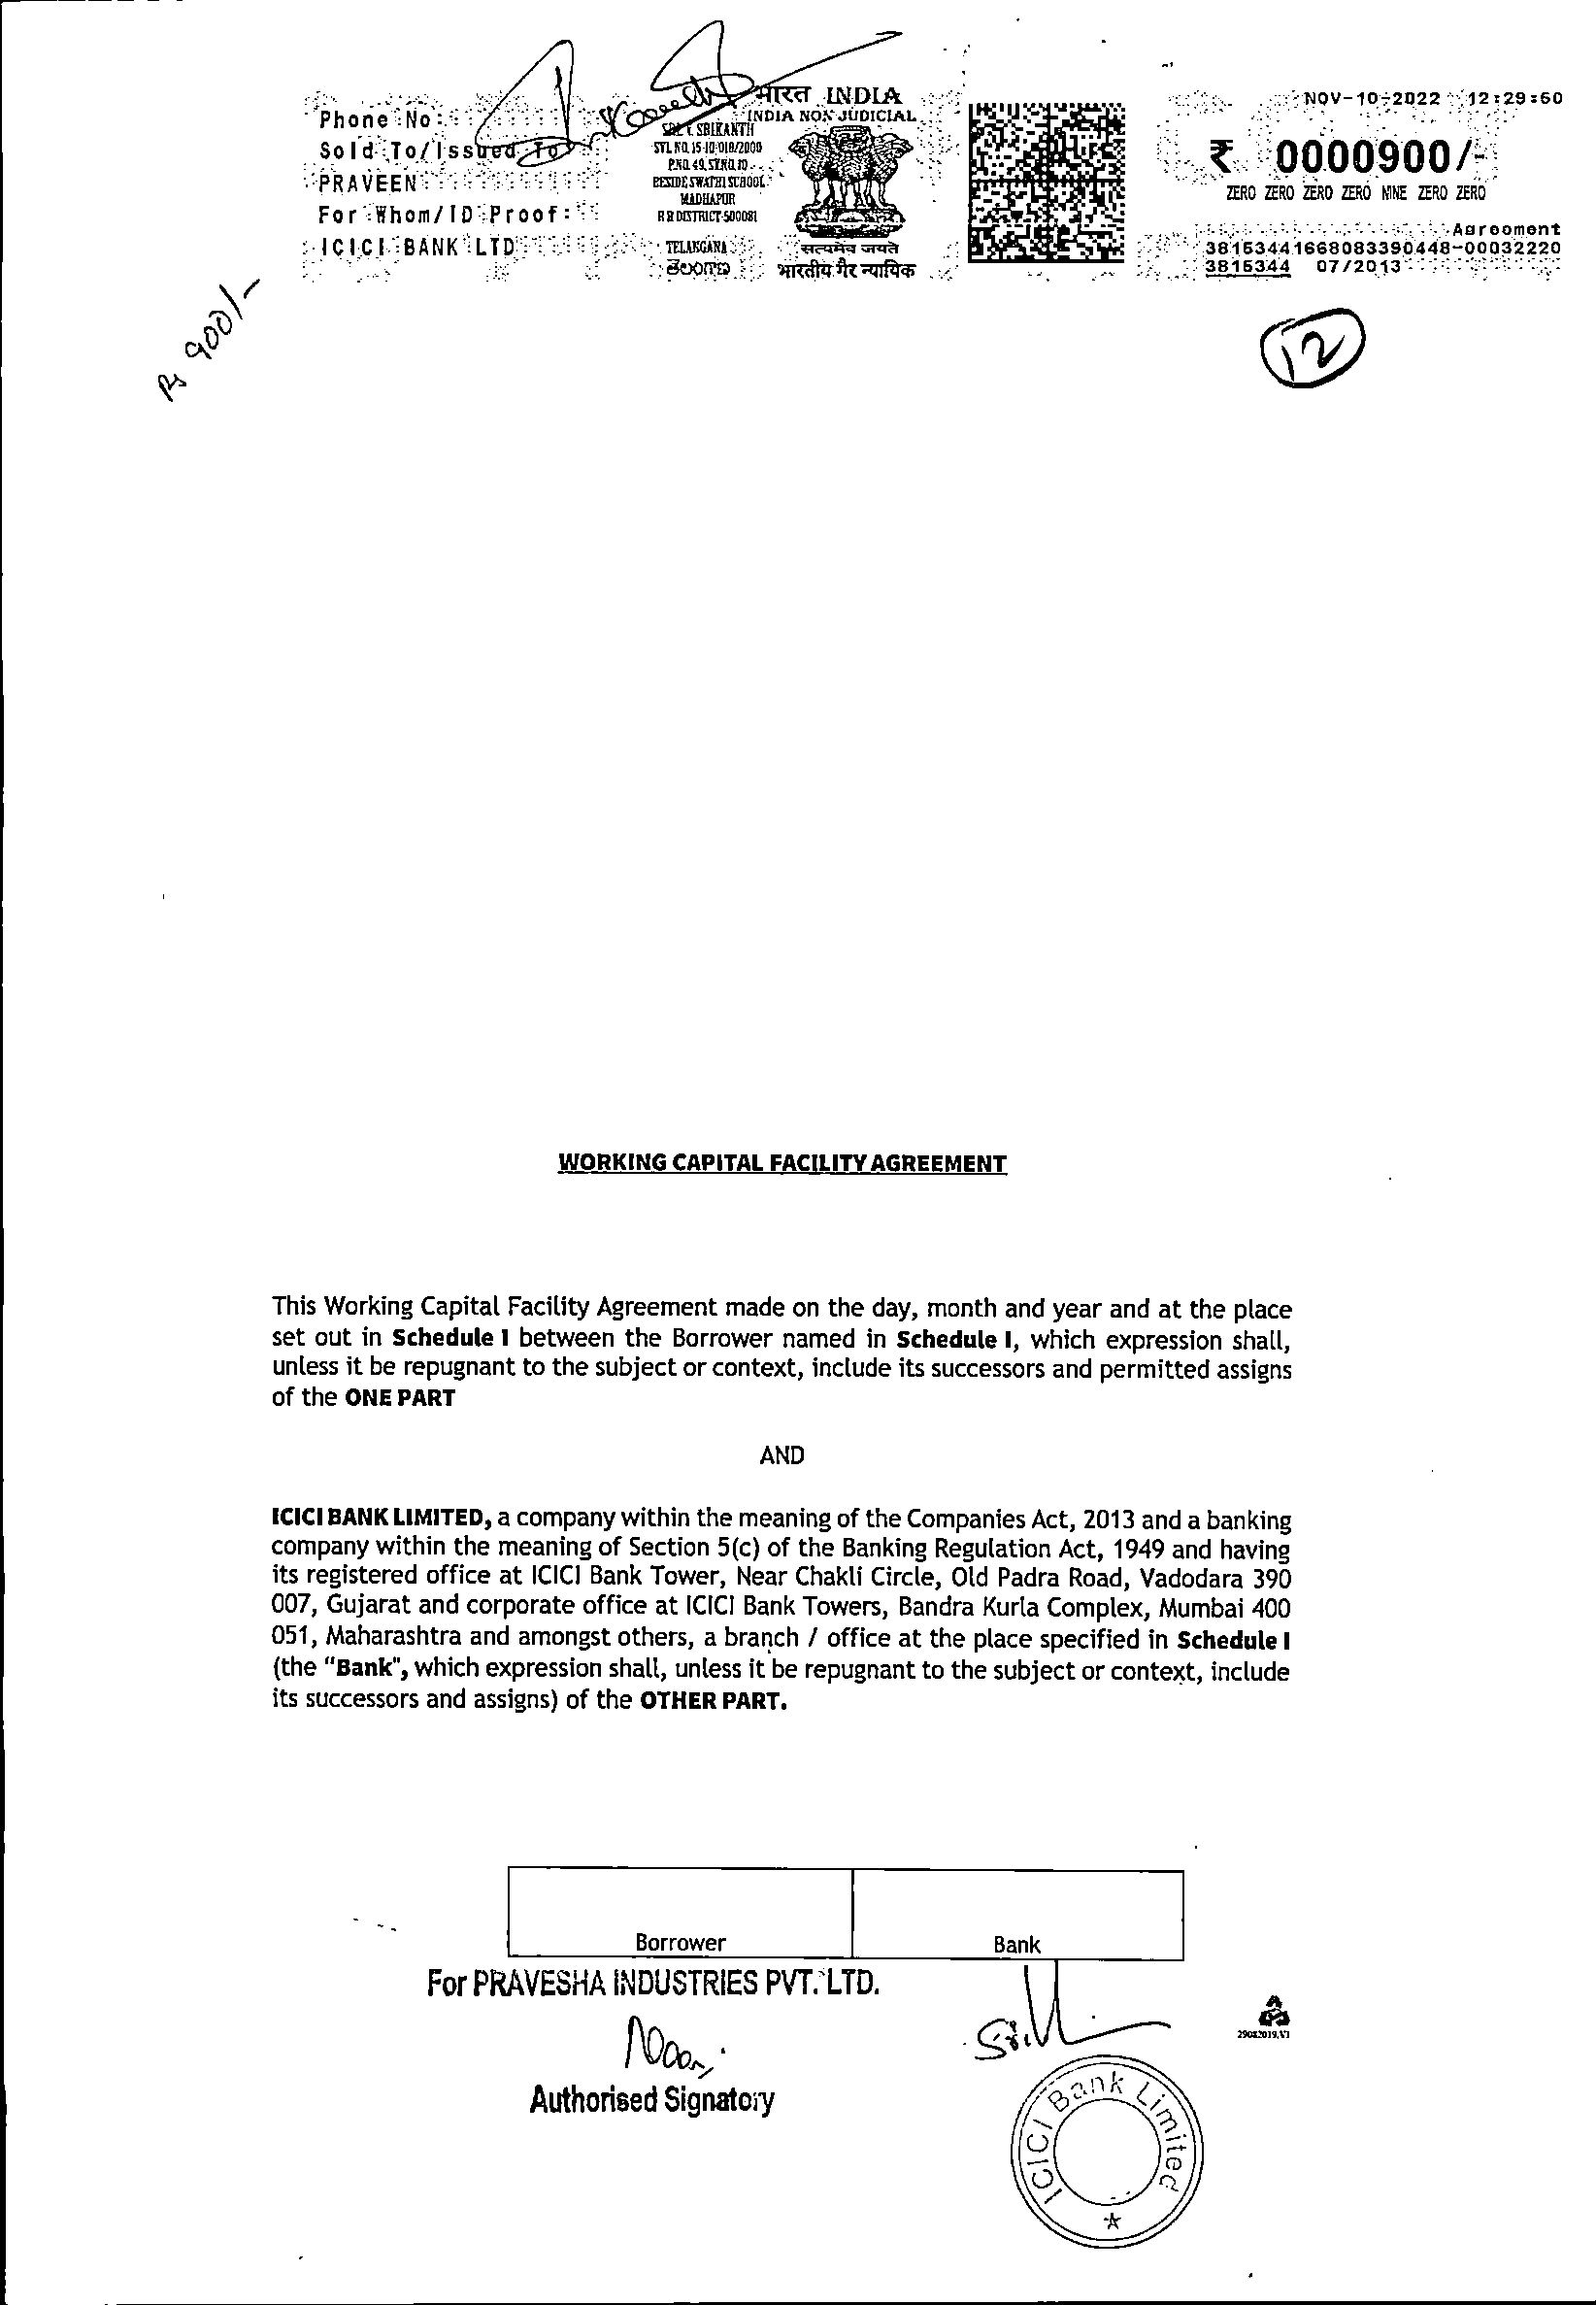 Phone No:
Sold To/Issued To:
PRAVEEN
For Whom/ID Proof:
ICICI BANK LTD
SRI T. SRIKANTH
STL NO. 15-10-018/2000
P.NO. 49, ST.NO. 10
BESIDE SWATHI SCHOOL
MADHAPUR
R R DISTRICT-500081
TELANGANA
తెలంగాణ
भारत INDIA
INDIA NON JUDICIAL
सत्यमेव जयते
भारतीय गैर न्यायिक
NOV-10-2022 12:29:50
₹ 0000900/-
ZERO ZERO ZERO ZERO NINE ZERO ZERO
Agreement
38153441668083390448-00032220
3815344 07/2013
Rs 900/-
12
WORKING CAPITAL FACILITY AGREEMENT
This Working Capital Facility Agreement made on the day, month and year and at the place
set out in Schedule I between the Borrower named in Schedule I, which expression shall,
unless it be repugnant to the subject or context, include its successors and permitted assigns
of the ONE PART
AND
ICICI BANK LIMITED, a company within the meaning of the Companies Act, 2013 and a banking
company within the meaning of Section 5(c) of the Banking Regulation Act, 1949 and having
its registered office at ICICI Bank Tower, Near Chakli Circle, Old Padra Road, Vadodara 390
007, Gujarat and corporate office at ICICI Bank Towers, Bandra Kurla Complex, Mumbai 400
051, Maharashtra and amongst others, a branch / office at the place specified in Schedule I
(the "Bank", which expression shall, unless it be repugnant to the subject or context, include
its successors and assigns) of the OTHER PART.
Borrower
Bank
For PRAVESHA INDUSTRIES PVT. LTD.
Authorised Signatory
29082019.V1
ICICI Bank Limited